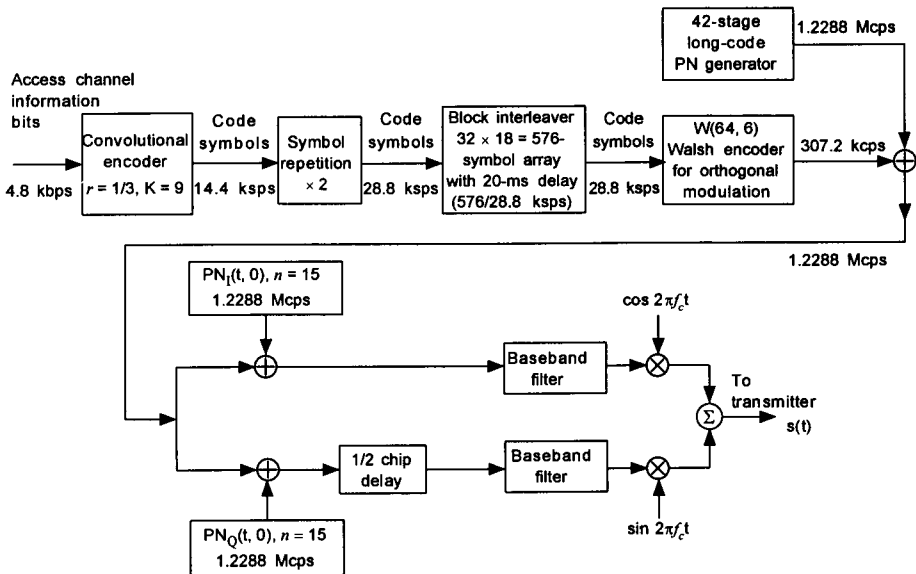 42-stage
long-code
PN generator
1.2288 Mcps
Access channel
information
bits
4.8 kbps
Convolutional
encoder
r = 1/3, K = 9
Code
symbols
14.4 ksps
Symbol
repetition
× 2
Code
symbols
28.8 ksps
Block interleaver
32 × 18 = 576-
symbol array
with 20-ms delay
(576/28.8 ksps)
Code
symbols
28.8 ksps
W(64, 6)
Walsh encoder
for orthogonal
modulation
307.2 kcps
1.2288 Mcps
PN_I(t, 0), n = 15
1.2288 Mcps
cos 2πf_c t
Baseband
filter
To
transmitter
s(t)
Σ
1/2 chip
delay
Baseband
filter
sin 2πf_c t
PN_Q(t, 0), n = 15
1.2288 Mcps